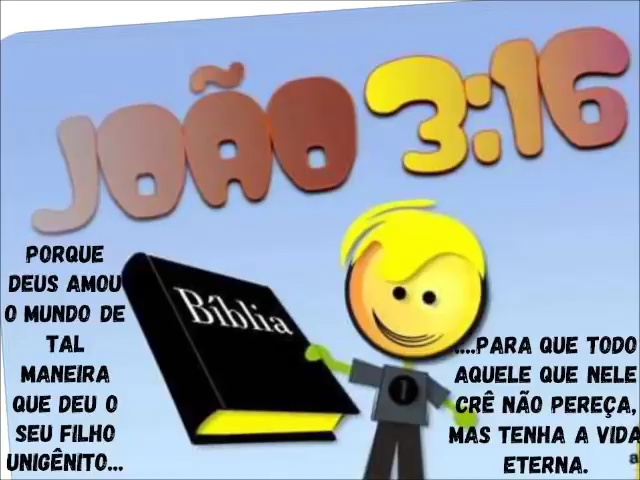 JOÃO 3:16
PORQUE
DEUS AMOU
O MUNDO DE
TAL
MANEIRA
QUE DEU O
SEU FILHO
UNIGÊNITO...
Bíblia
....PARA QUE TODO
AQUELE QUE NELE
CRÊ NÃO PEREÇA,
MAS TENHA A VIDA
ETERNA.